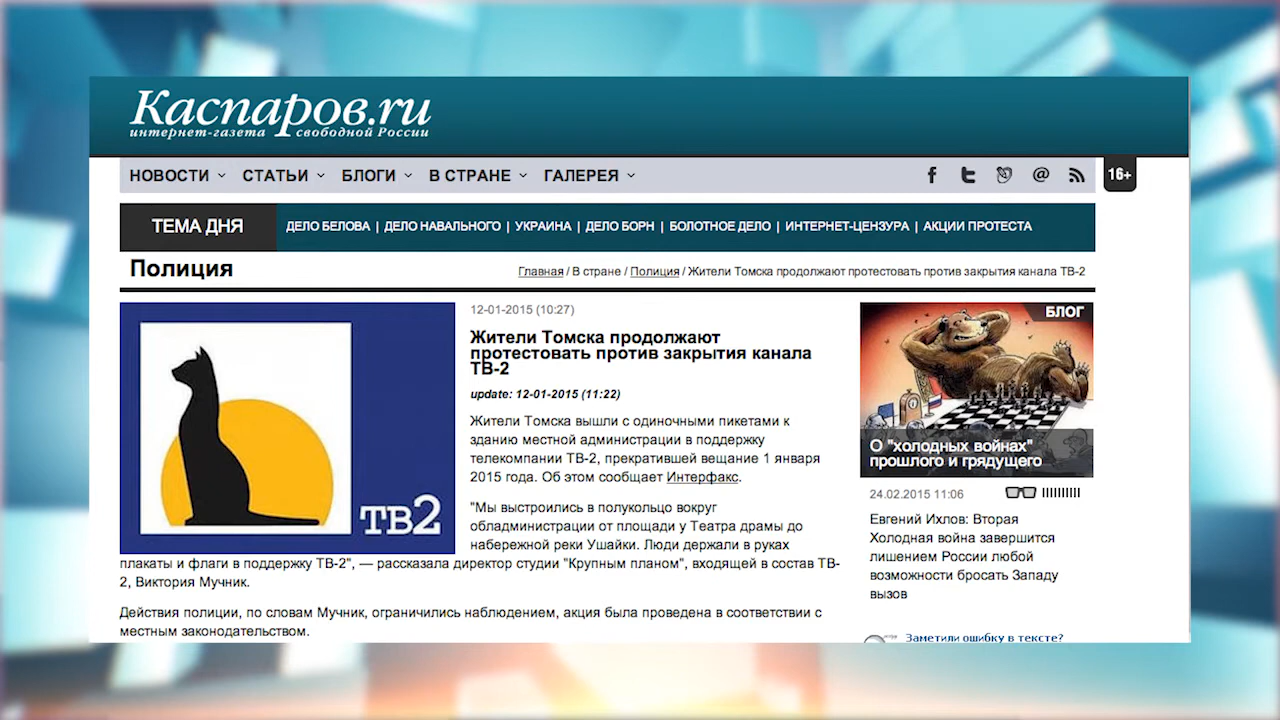 Каспаров.ru
интернет-газета свободной России
НОВОСТИ СТАТЬИ БЛОГИ В СТРАНЕ ГАЛЕРЕЯ
16+
ТЕМА ДНЯ
ДЕЛО БЕЛОВА | ДЕЛО НАВАЛЬНОГО | УКРАИНА | ДЕЛО БОРН | БОЛОТНОЕ ДЕЛО | ИНТЕРНЕТ-ЦЕНЗУРА | АКЦИИ ПРОТЕСТА
Полиция
Главная / В стране / Полиция / Жители Томска продолжают протестовать против закрытия канала ТВ-2
ТВ2
12-01-2015 (10:27)
Жители Томска продолжают
протестовать против закрытия канала
ТВ-2
update: 12-01-2015 (11:22)
Жители Томска вышли с одиночными пикетами к
зданию местной администрации в поддержку
телекомпании ТВ-2, прекратившей вещание 1 января
2015 года. Об этом сообщает Интерфакс.
"Мы выстроились в полукольцо вокруг
обладминистрации от площади у Театра драмы до
набережной реки Ушайки. Люди держали в руках
плакаты и флаги в поддержку ТВ-2", — рассказала директор студии "Крупным планом", входящей в состав ТВ-
2, Виктория Мучник.
Действия полиции, по словам Мучник, ограничились наблюдением, акция была проведена в соответствии с
местным законодательством.
БЛОГ
О "холодных войнах"
прошлого и грядущего
24.02.2015 11:06
Евгений Ихлов: Вторая
Холодная война завершится
лишением России любой
возможности бросать Западу
вызов
Заметили ошибку в тексте?